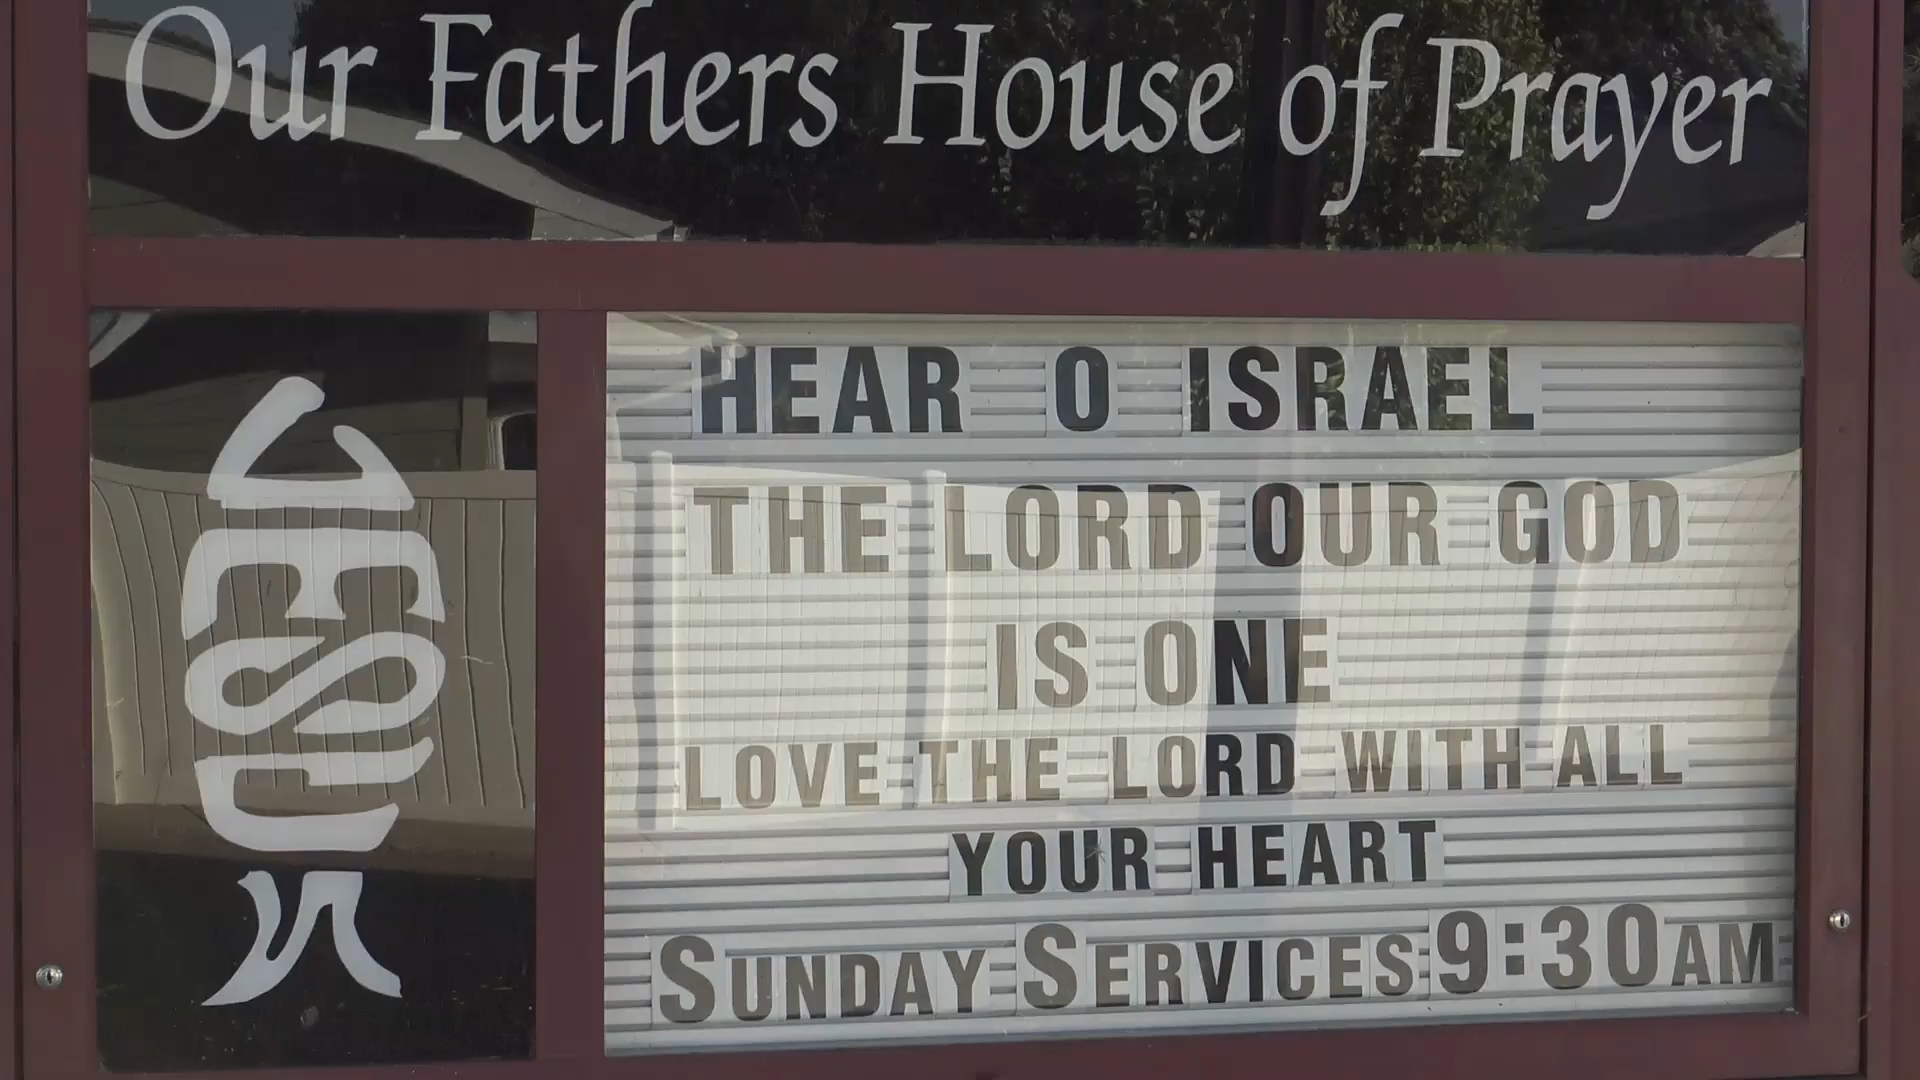 Our Fathers House of Prayer
JESUS
HEAR O ISRAEL
THE LORD OUR GOD
IS ONE
LOVE THE LORD WITH ALL
YOUR HEART
SUNDAY SERVICES 9:30AM